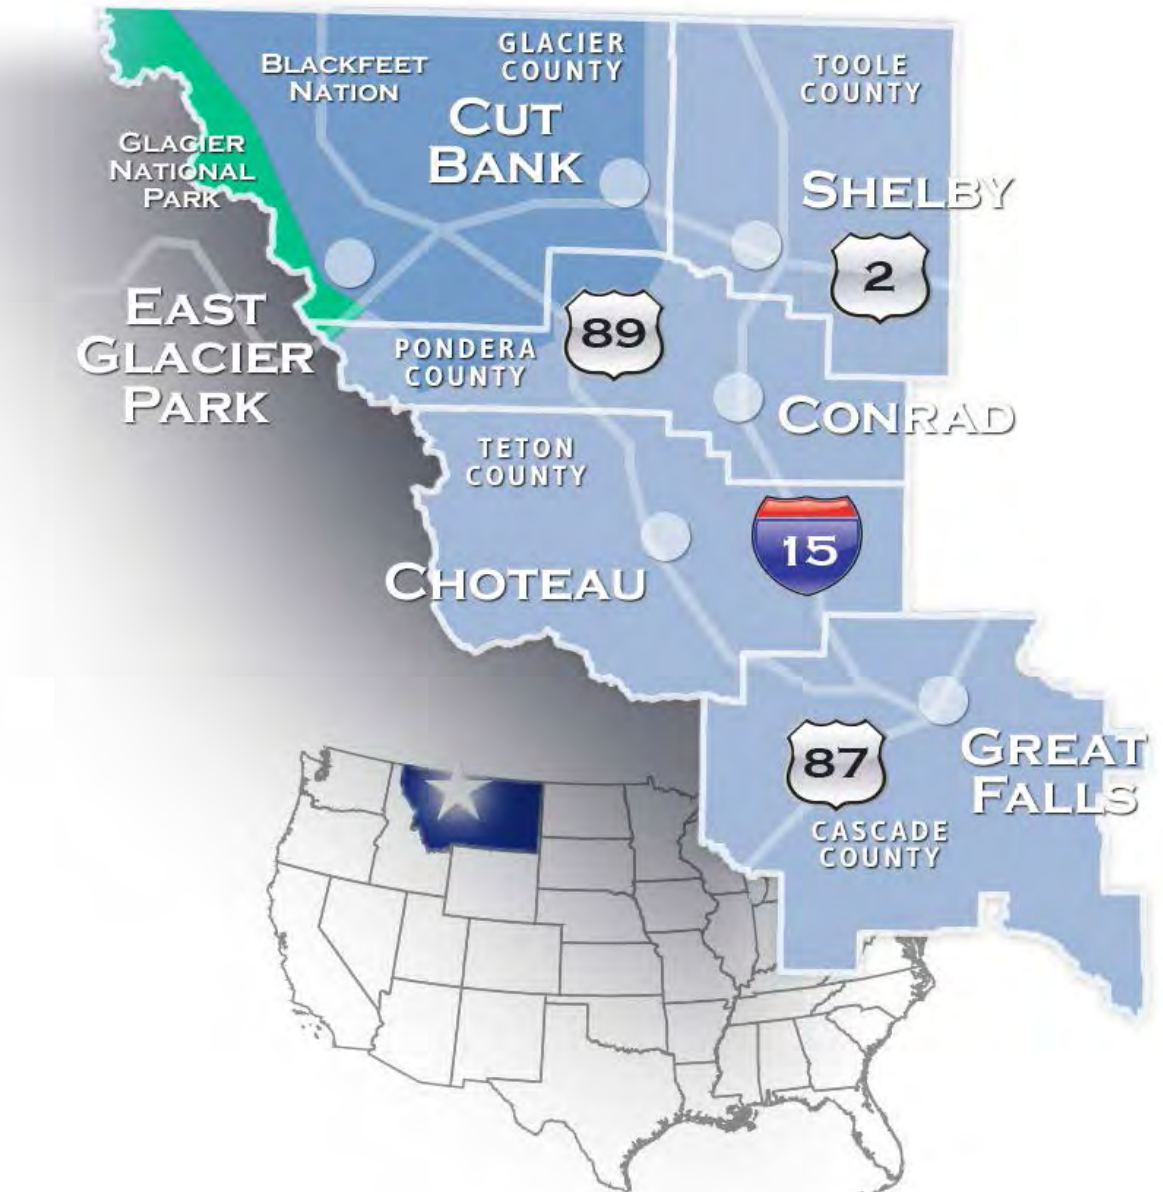 GLACIER
COUNTY
BLACKFEET
NATION
TOOLE
COUNTY
CUT
BANK
GLACIER
NATIONAL
PARK
SHELBY
2
EAST
GLACIER
PARK
89
PONDERA
COUNTY
CONRAD
TETON
COUNTY
15
CHOTEAU
GREAT
FALLS
87
CASCADE
COUNTY